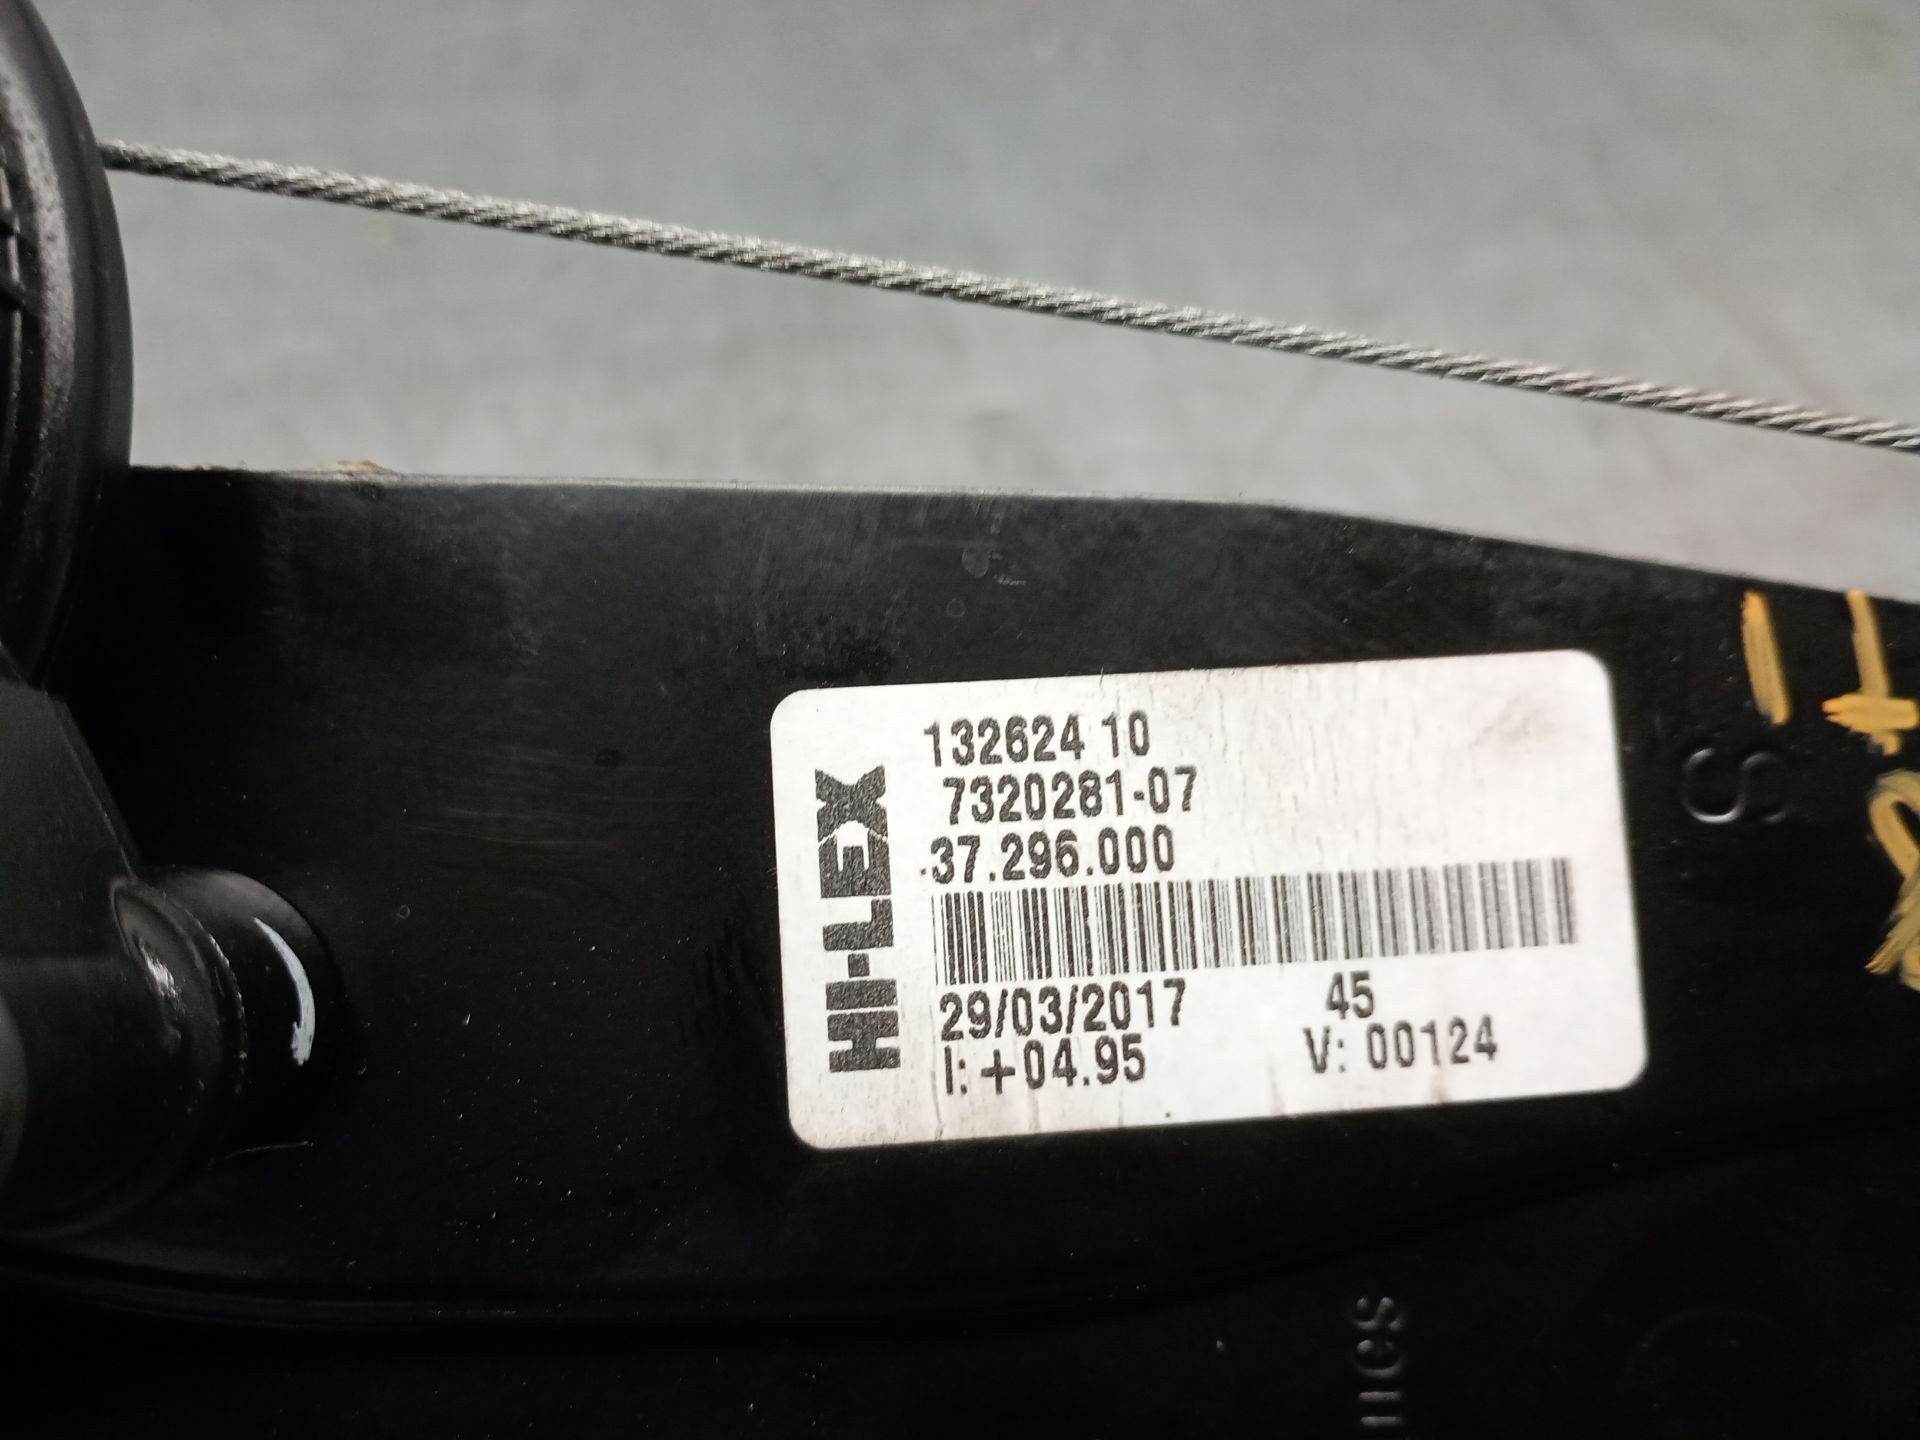 HI-LEX
132624 10
7320281-07
37.296.000
29/03/2017 45
I: +04.95 V: 00124
S